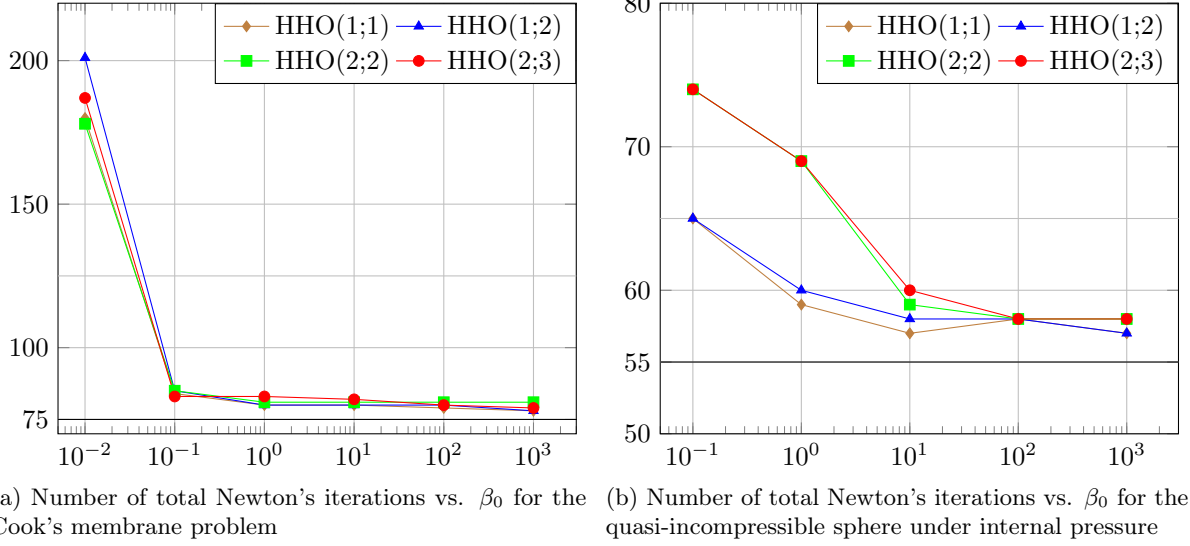 HHO(1;1) HHO(1;2)
HHO(2;2) HHO(2;3)
200
150
100
75
10^-2 10^-1 10^0 10^1 10^2 10^3
a) Number of total Newton's iterations vs. β0 for the
Cook's membrane problem
HHO(1;1) HHO(1;2)
HHO(2;2) HHO(2;3)
80
70
60
55
50
10^-1 10^0 10^1 10^2 10^3
(b) Number of total Newton's iterations vs. β0 for the
quasi-incompressible sphere under internal pressure